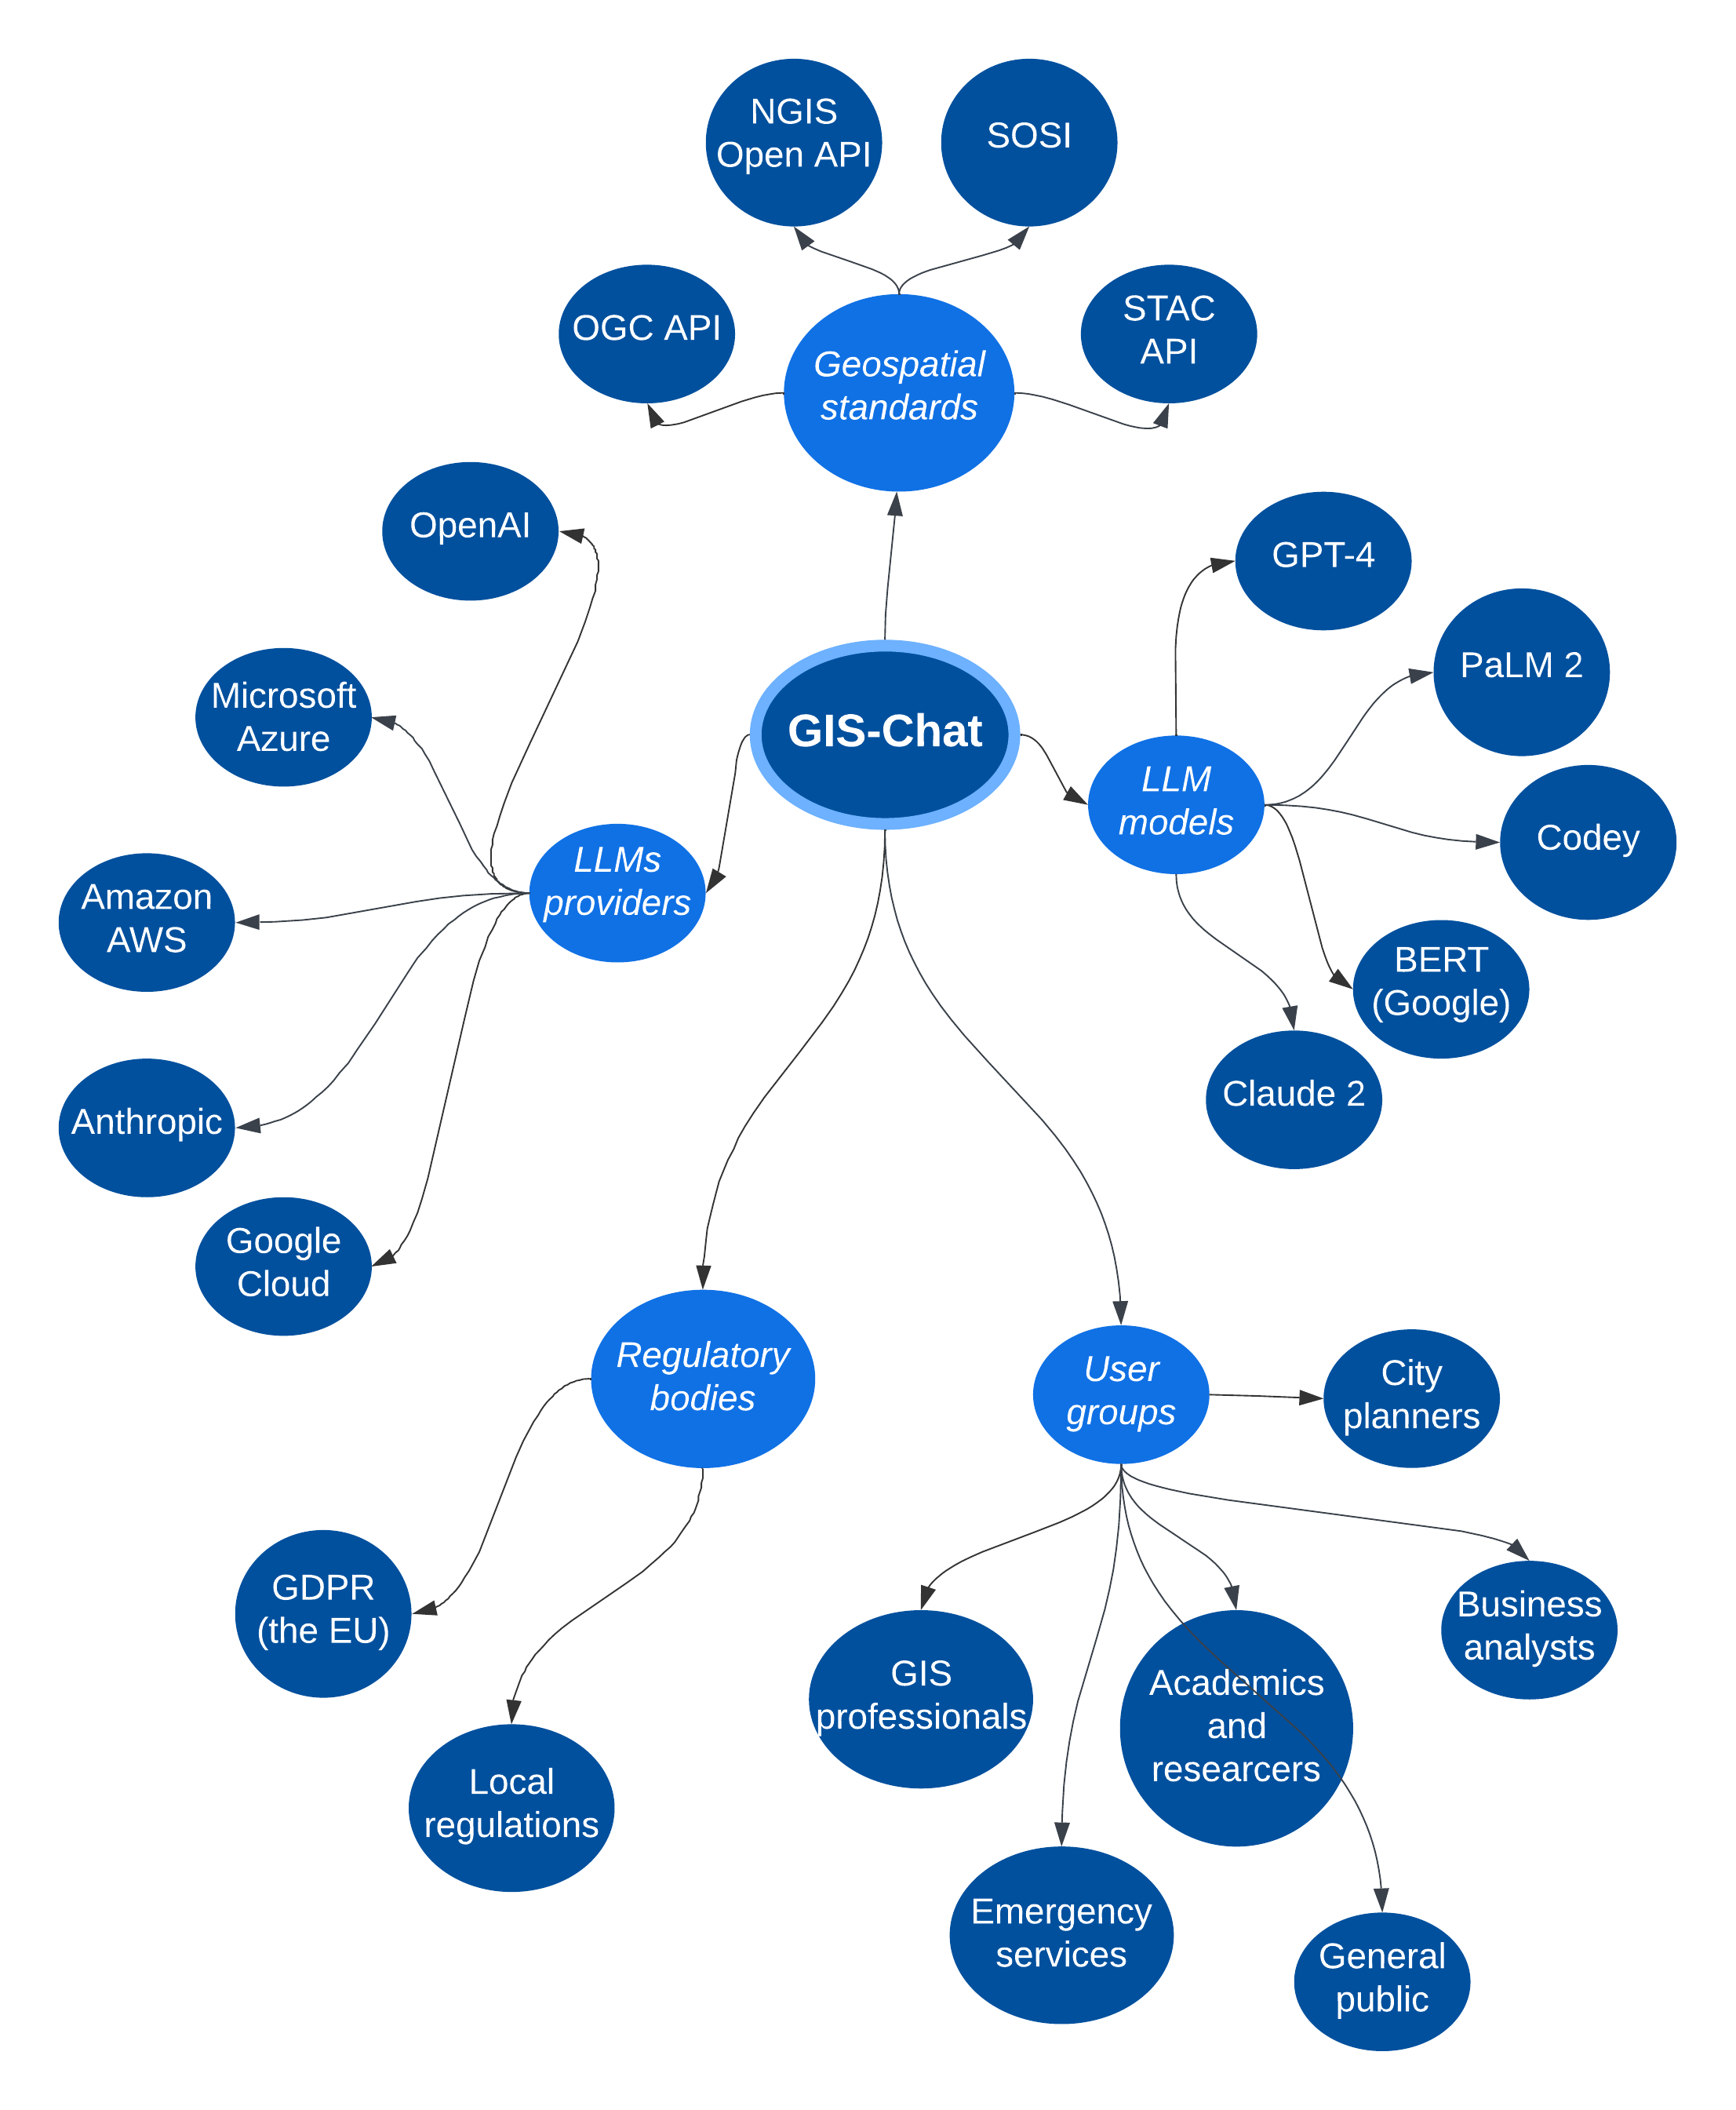 NGIS
Open API
SOSI
OGC API
STAC
API
Geospatial
standards
OpenAI
GPT-4
Microsoft
Azure
PaLM 2
GIS-Chat
LLM
models
Codey
LLMs
providers
Amazon
AWS
BERT
(Google)
Claude 2
Anthropic
Google
Cloud
Regulatory
bodies
User
groups
City
planners
GDPR
(the EU)
Business
analysts
GIS
professionals
Academics
and
researcers
Local
regulations
Emergency
services
General
public